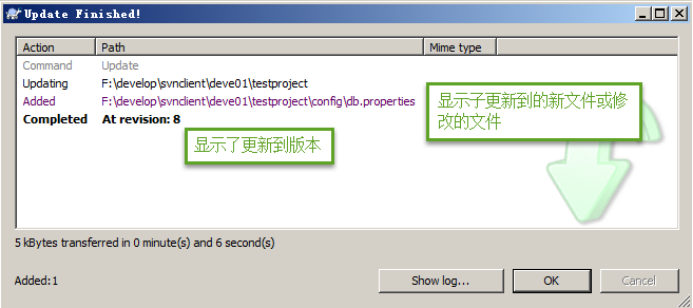 Update Finished!
Action Path Mime type
Command Update
Updating F:\develop\svnclient\deve01\testproject
Added F:\develop\svnclient\deve01\testproject\config\db.properties
Completed At revision: 8
显示子更新到的新文件或修
改的文件
显示了更新到版本
5 kBytes transferred in 0 minute(s) and 6 second(s)
Added:1
Show log...
OK
Cancel